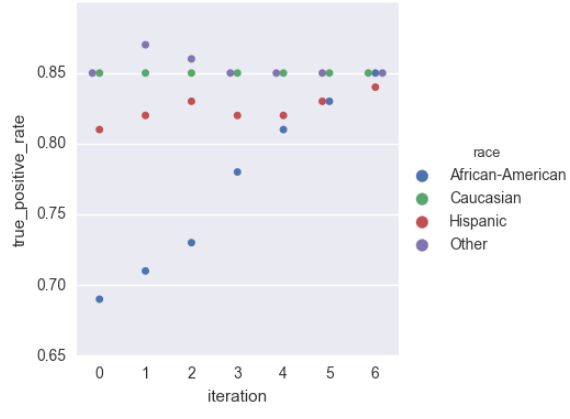 0.85
0.80
0.75
0.70
0.65
true_positive_rate
0 1 2 3 4 5 6
iteration
race
African-American
Caucasian
Hispanic
Other